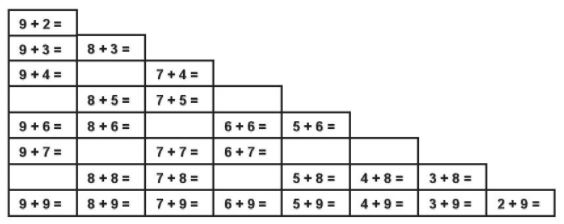 9 + 2 =
9 + 3 = 8 + 3 =
9 + 4 = 7 + 4 =
8 + 5 = 7 + 5 =
9 + 6 = 8 + 6 = 6 + 6 = 5 + 6 =
9 + 7 = 7 + 7 = 6 + 7 =
8 + 8 = 7 + 8 = 5 + 8 = 4 + 8 = 3 + 8 =
9 + 9 = 8 + 9 = 7 + 9 = 6 + 9 = 5 + 9 = 4 + 9 = 3 + 9 = 2 + 9 =